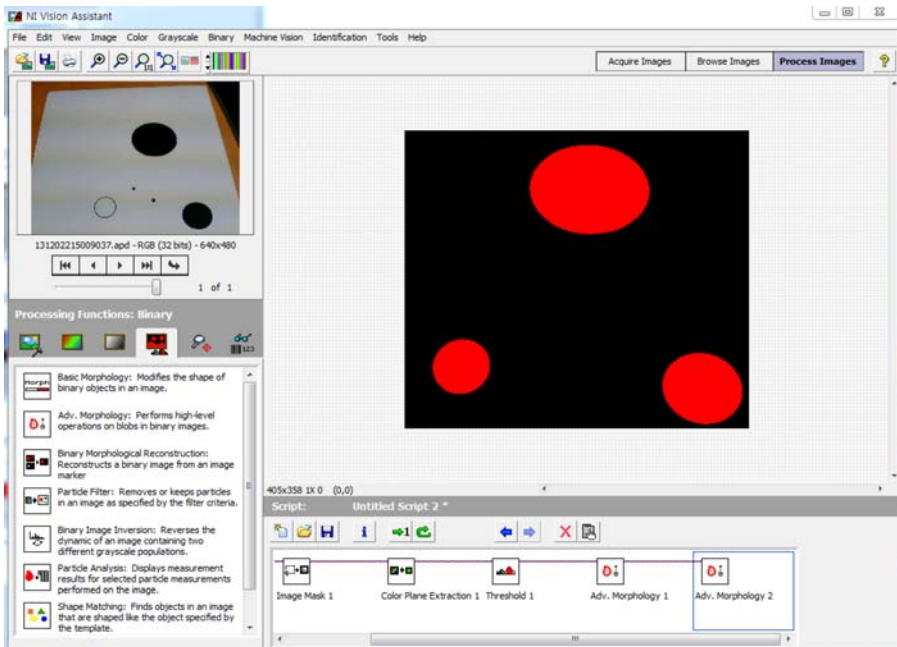 NI Vision Assistant
File Edit View Image Color Grayscale Binary Machine Vision Identification Tools Help
Acquire Images Browse Images Process Images
131202215009037.apd - RGB (32 bits) - 640x480
1 of 1
Processing Functions: Binary
123
Morph
Basic Morphology: Modifies the shape of
binary objects in an image.
Adv. Morphology: Performs high-level
operations on blobs in binary images.
Binary Morphological Reconstruction:
Reconstructs a binary image from an image
marker
Particle Filter: Removes or keeps particles
in an image as specified by the filter criteria.
Binary Image Inversion: Reverses the
dynamic of an image containing two
different grayscale populations.
Particle Analysis: Displays measurement
results for selected particle measurements
performed on the image.
Shape Matching: Finds objects in an image
that are shaped like the object specified by
the template.
405x358 1X 0 (0,0)
Script: Untitled Script 2 *
Image Mask 1 Color Plane Extraction 1 Threshold 1 Adv. Morphology 1 Adv. Morphology 2